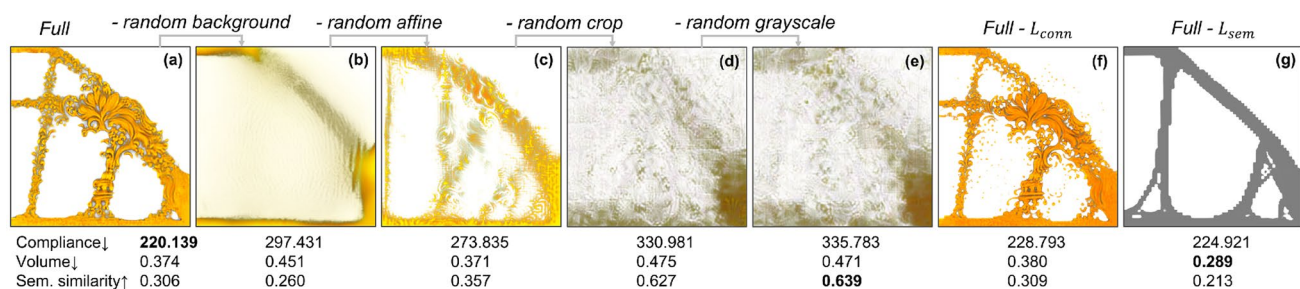 Full - random background - random affine - random crop - random grayscale Full - Lconn Full - Lsem
(a) (b) (c) (d) (e) (f) (g)
Compliance↓ 220.139 297.431 273.835 330.981 335.783 228.793 224.921
Volume↓ 0.374 0.451 0.371 0.475 0.471 0.380 0.289
Sem. similarity↑ 0.306 0.260 0.357 0.627 0.639 0.309 0.213